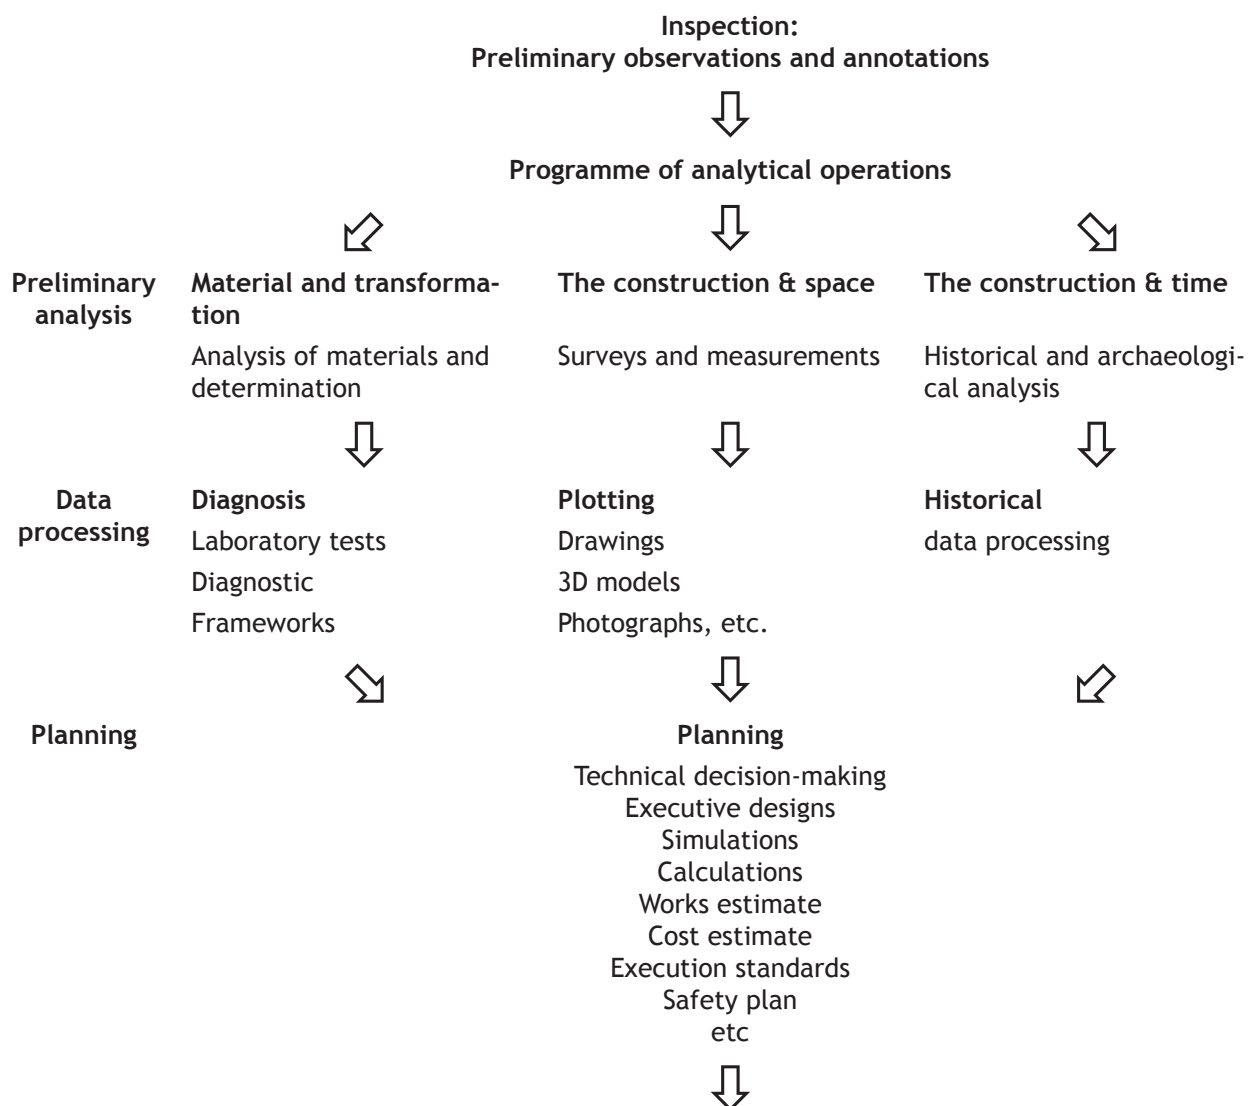 Inspection:
Preliminary observations and annotations
Programme of analytical operations
Preliminary
analysis
Material and transforma-
tion
Analysis of materials and
determination
The construction & space
Surveys and measurements
The construction & time
Historical and archaeologi-
cal analysis
Data
processing
Diagnosis
Laboratory tests
Diagnostic
Frameworks
Plotting
Drawings
3D models
Photographs, etc.
Historical
data processing
Planning
Planning
Technical decision-making
Executive designs
Simulations
Calculations
Works estimate
Cost estimate
Execution standards
Safety plan
etc